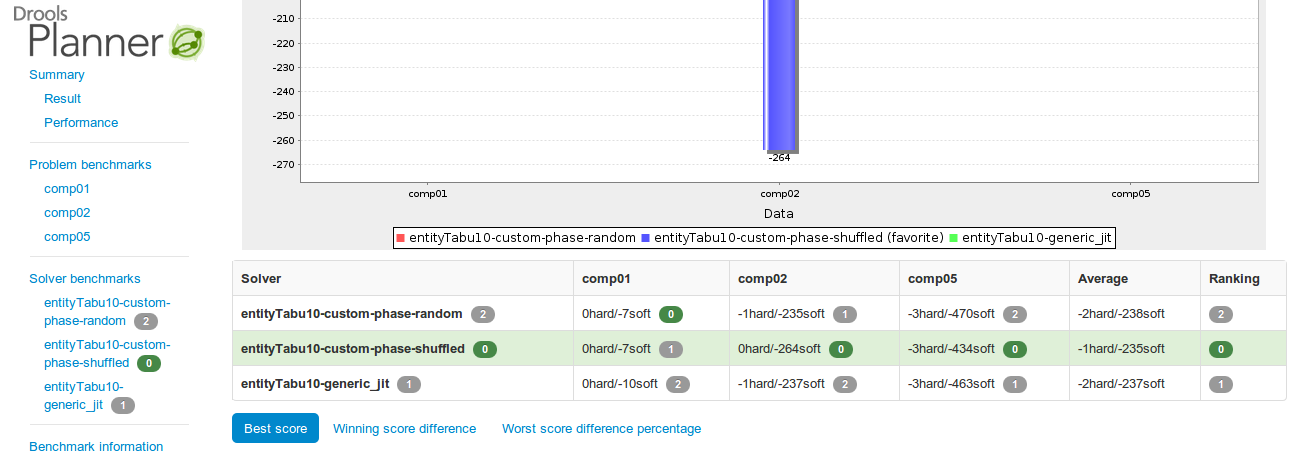 Drools
Planner
Summary
Result
Performance
Problem benchmarks
comp01
comp02
comp05
Solver benchmarks
entityTabu10-custom-
phase-random 2
entityTabu10-custom-
phase-shuffled 0
entityTabu10-
generic_jit 1
Benchmark information
-210
-220
-230
-240
-250
-260
-270
-264
comp01 comp02 comp05
Data
entityTabu10-custom-phase-random entityTabu10-custom-phase-shuffled (favorite) entityTabu10-generic_jit
Solver comp01 comp02 comp05 Average Ranking
entityTabu10-custom-phase-random 2 0hard/-7soft 0 -1hard/-235soft 1 -3hard/-470soft 2 -2hard/-238soft 2
entityTabu10-custom-phase-shuffled 0 0hard/-7soft 1 0hard/-264soft 0 -3hard/-434soft 0 -1hard/-235soft 0
entityTabu10-generic_jit 1 0hard/-10soft 2 -1hard/-237soft 2 -3hard/-463soft 1 -2hard/-237soft 1
Best score Winning score difference Worst score difference percentage